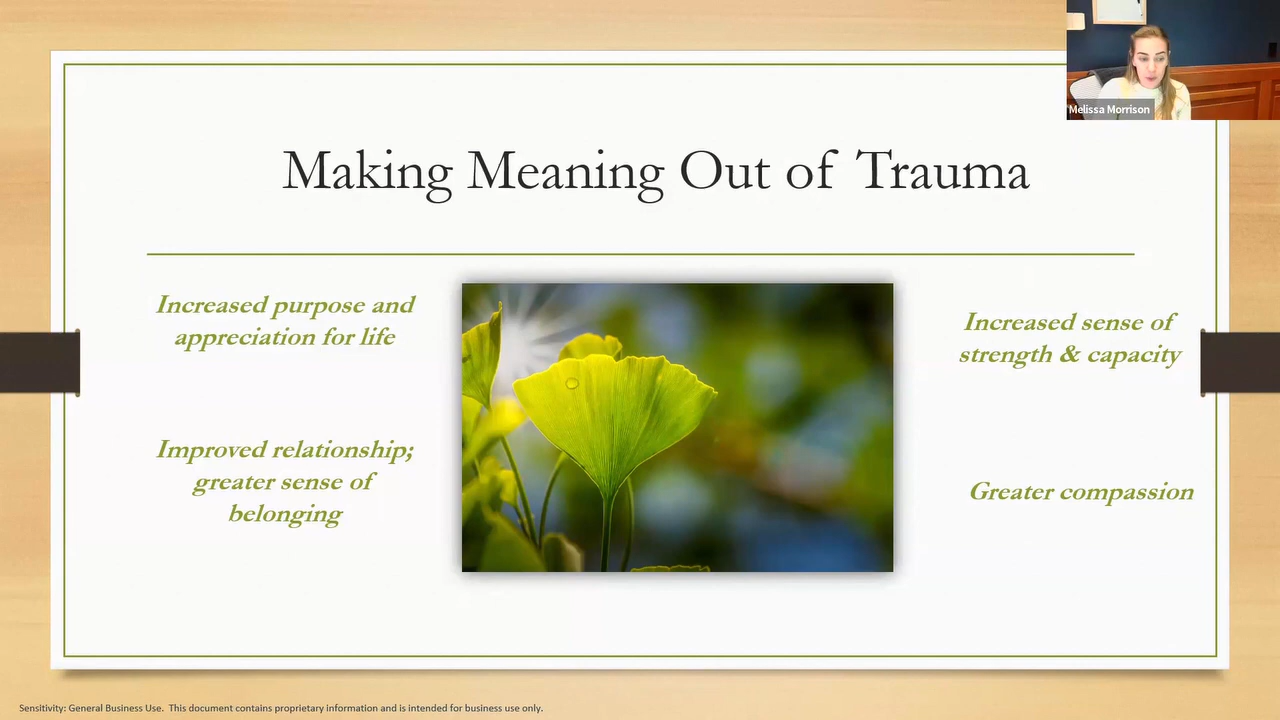 Melissa Morrison
Making Meaning Out of Trauma
Increased purpose and
appreciation for life
Improved relationship;
greater sense of
belonging
Increased sense of
strength & capacity
Greater compassion
Sensitivity: General Business Use.  This document contains proprietary information and is intended for business use only.